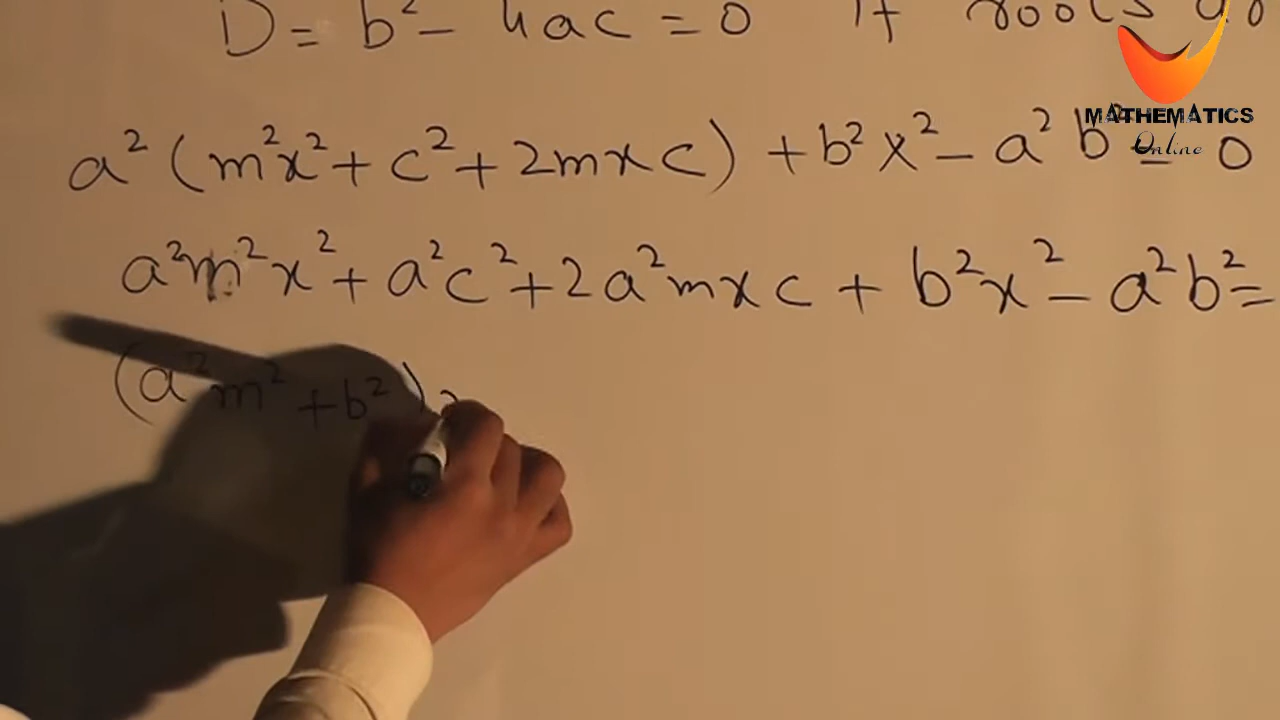 D = b² - 4ac = 0 If roots
MATHEMATICS
Online
a² (m²x² + c² + 2mxc) + b²x² - a²b² = 0
a²m²x² + a²c² + 2a²mxc + b²x² - a²b² =
(a²m² + b²)